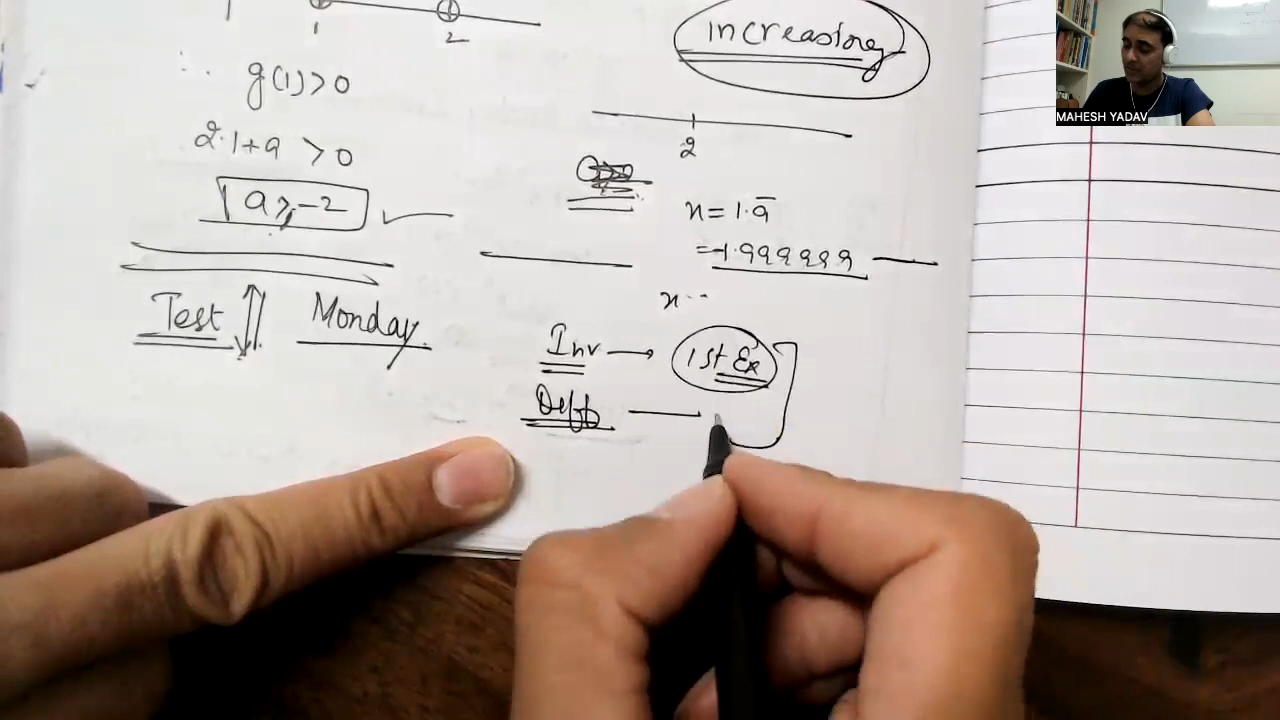 1 2
∴ g(1) > 0
2·1+a > 0
a ≥ -2
Test Monday.
increasing
2
x = 1.9̅
= 1.999999
x--
Inv → 1st Ex
Diff —
MAHESH YADAV